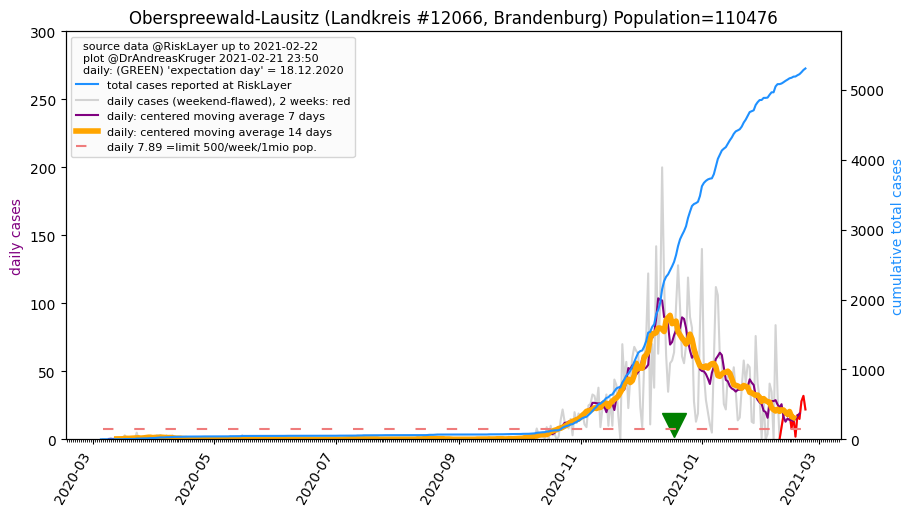 Oberspreewald-Lausitz (Landkreis #12066, Brandenburg) Population=110476
source data @RiskLayer up to 2021-02-22
plot @DrAndreasKruger 2021-02-21 23:50
daily: (GREEN) 'expectation day' = 18.12.2020
total cases reported at RiskLayer
daily cases (weekend-flawed), 2 weeks: red
daily: centered moving average 7 days
daily: centered moving average 14 days
daily 7.89 =limit 500/week/1mio pop.
300
250
200
150
100
50
0
daily cases
5000
4000
3000
2000
1000
0
cumulative total cases
2020-03
2020-05
2020-07
2020-09
2020-11
2021-01
2021-03